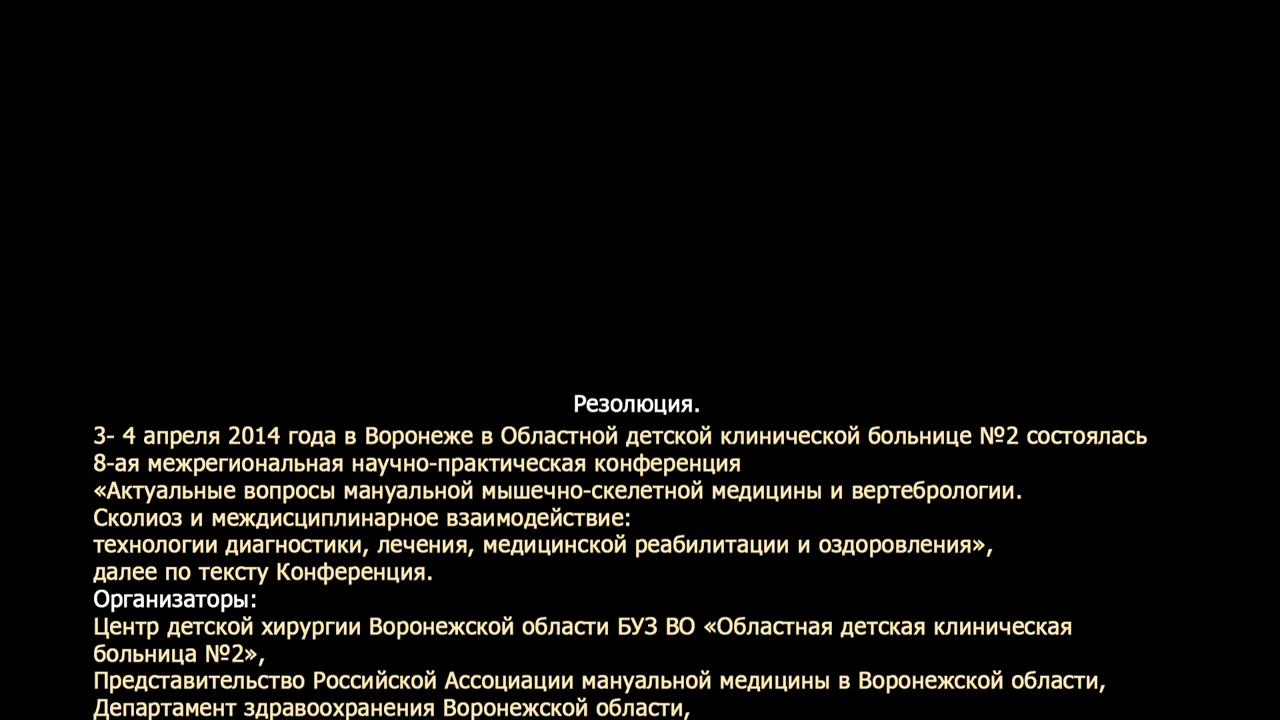 Резолюция.
3- 4 апреля 2014 года в Воронеже в Областной детской клинической больнице №2 состоялась
8-ая межрегиональная научно-практическая конференция
«Актуальные вопросы мануальной мышечно-скелетной медицины и вертебрологии.
Сколиоз и междисциплинарное взаимодействие:
технологии диагностики, лечения, медицинской реабилитации и оздоровления»,
далее по тексту Конференция.
Организаторы:
Центр детской хирургии Воронежской области БУЗ ВО «Областная детская клиническая
больница №2»,
Представительство Российской Ассоциации мануальной медицины в Воронежской области,
Департамент здравоохранения Воронежской области,